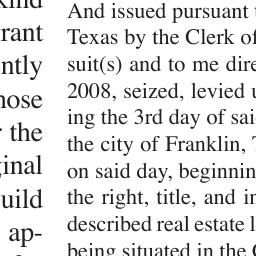 rant
ently
hose
r the
ginal
uild
ap-
And issued pursuant
Texas by the Clerk of
suit(s) and to me dire
2008, seized, levied
ing the 3rd day of sai
the city of Franklin,
on said day, beginnin
the right, title, and in
described real estate l
being situated in the